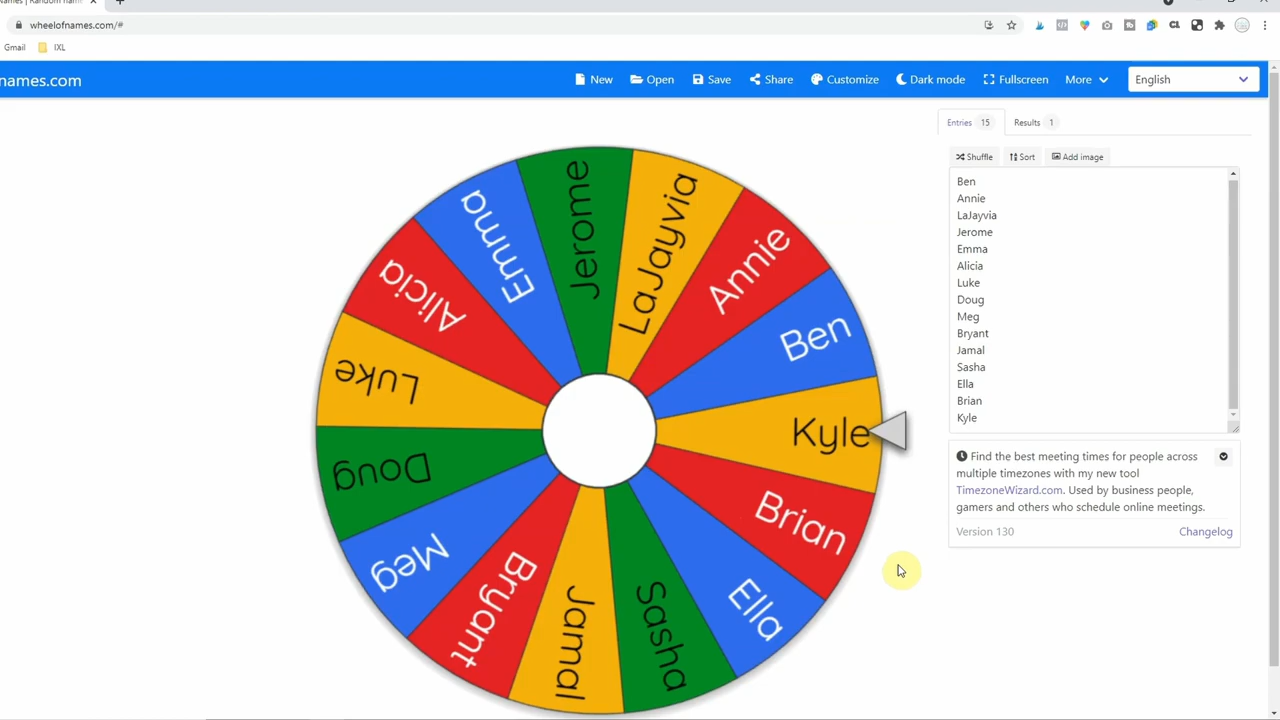 names | Random nam
wheelofnames.com/#
Gmail IXL
names.com
New Open Save Share Customize Dark mode Fullscreen More English
Entries 15 Results 1
Shuffle Sort Add image
Ben
Annie
LaJayvia
Jerome
Emma
Alicia
Luke
Doug
Meg
Bryant
Jamal
Sasha
Ella
Brian
Kyle
Find the best meeting times for people across
multiple timezones with my new tool
TimezoneWizard.com. Used by business people,
gamers and others who schedule online meetings.
Version 130 Changelog
Jerome
LaJayvia
Annie
Ben
Kyle
Brian
Ella
Sasha
Jamal
Bryant
Meg
Doug
Luke
Alicia
Emma